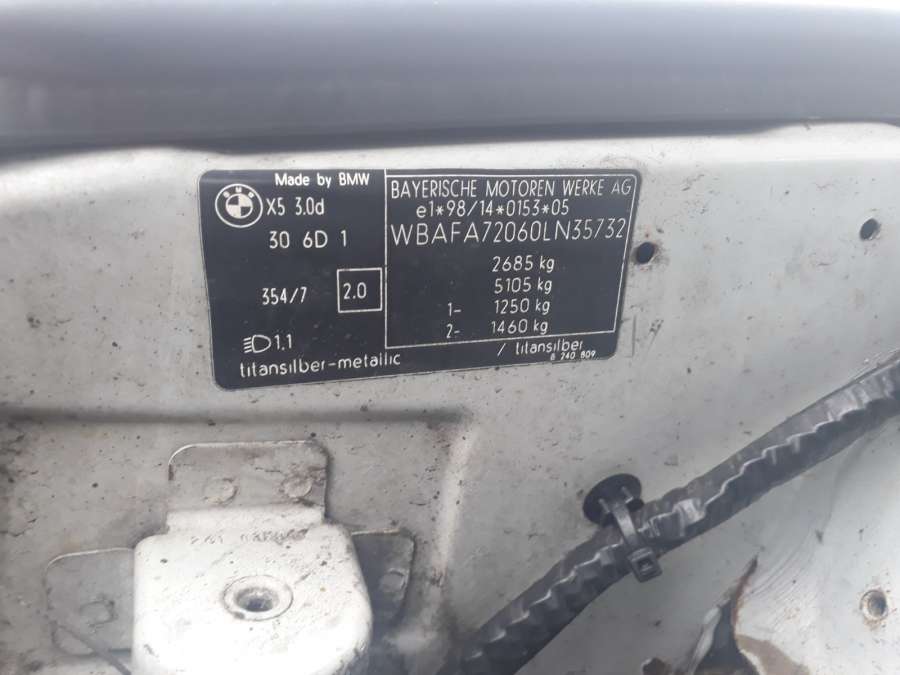 Made by BMW
BMW
X5 3.0d
30 6D 1
354/7 2.0
1.1
titansilber-metallic
BAYERISCHE MOTOREN WERKE AG
e1*98/14*0153*05
WBAFA72060LN35732
2685 kg
5105 kg
1- 1250 kg
2- 1460 kg
/ titansilber
8 240 809